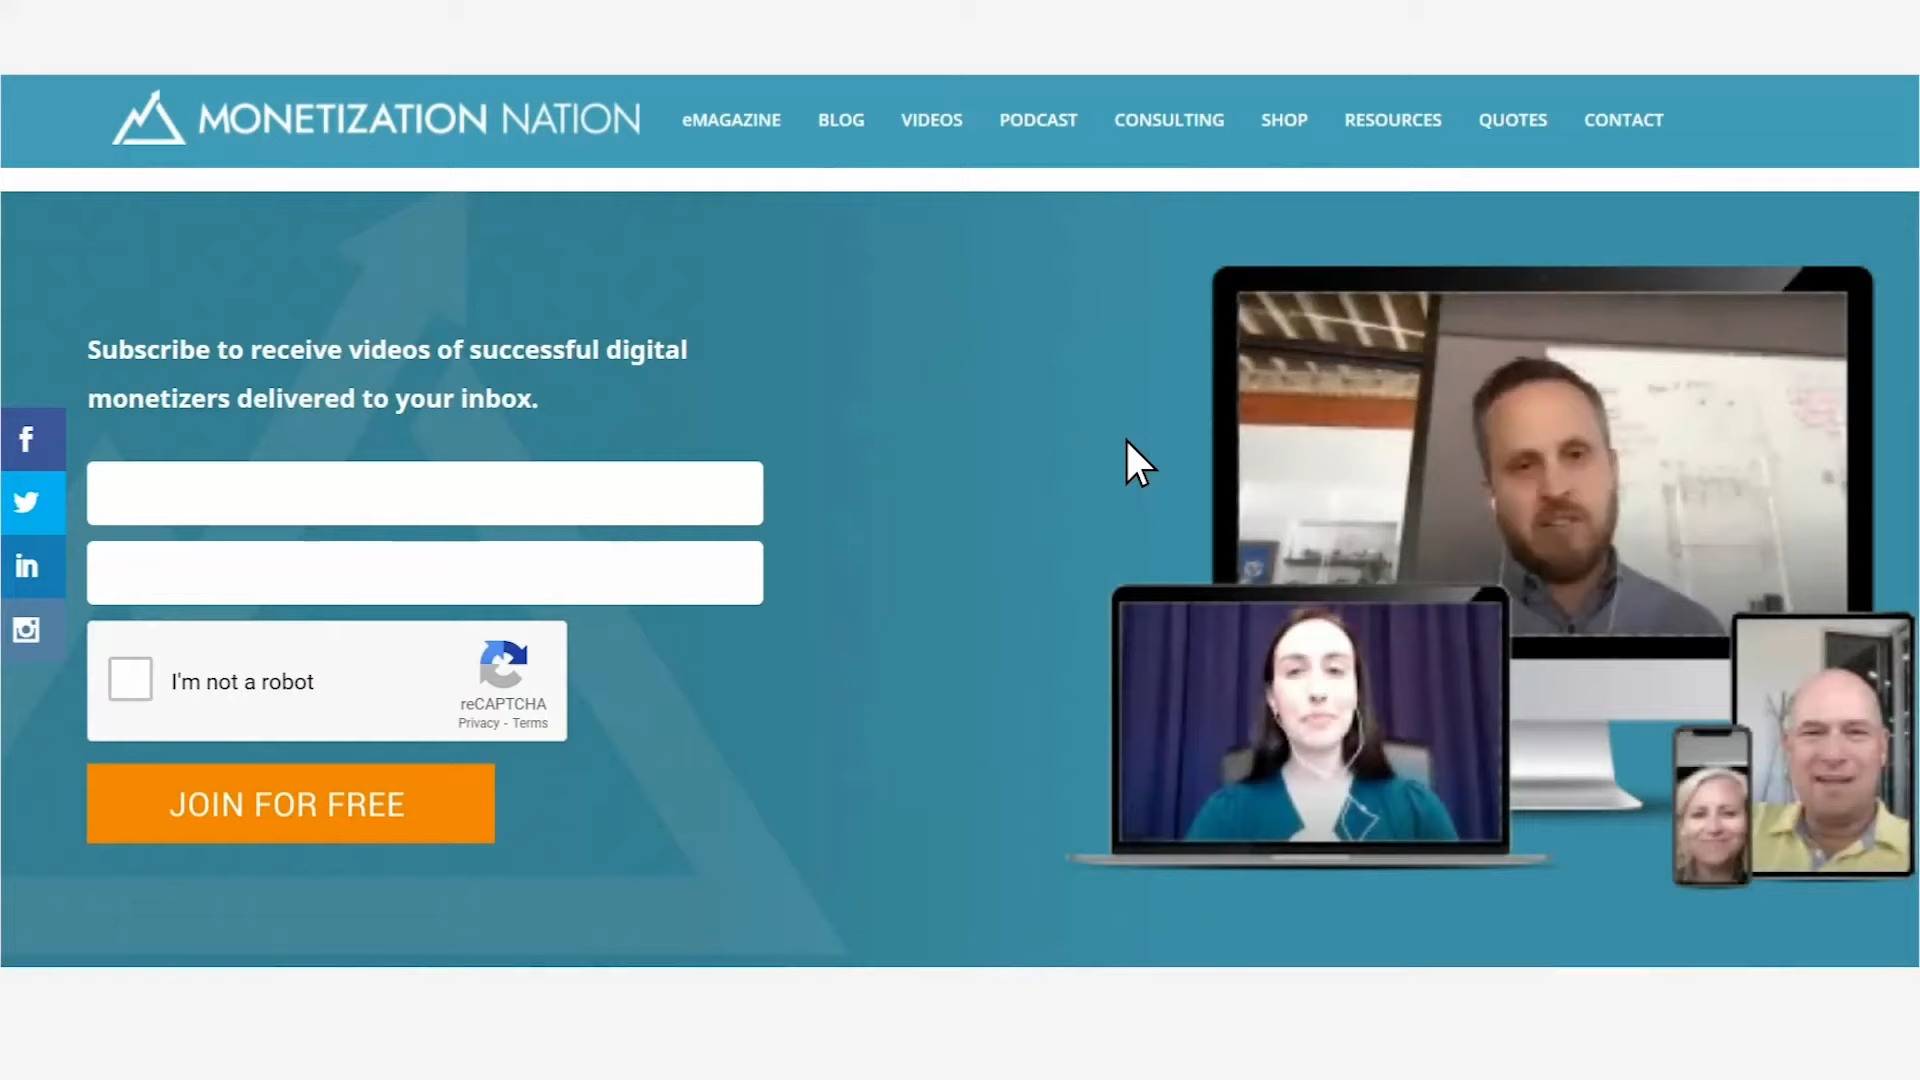 MONETIZATION NATION
eMAGAZINE BLOG VIDEOS PODCAST CONSULTING SHOP RESOURCES QUOTES CONTACT
Subscribe to receive videos of successful digital
monetizers delivered to your inbox.
f
in
I'm not a robot
reCAPTCHA
Privacy - Terms
JOIN FOR FREE